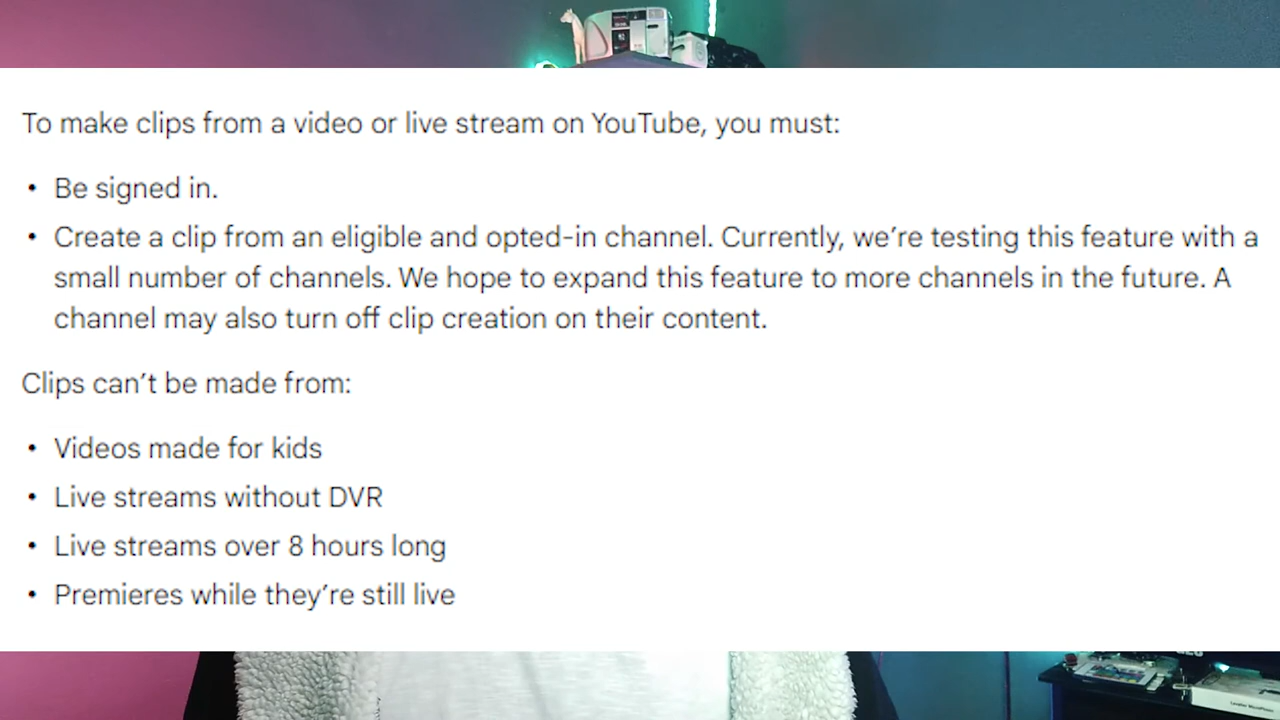 To make clips from a video or live stream on YouTube, you must:
• Be signed in.
• Create a clip from an eligible and opted-in channel. Currently, we’re testing this feature with a
small number of channels. We hope to expand this feature to more channels in the future. A
channel may also turn off clip creation on their content.
Clips can’t be made from:
• Videos made for kids
• Live streams without DVR
• Live streams over 8 hours long
• Premieres while they’re still live